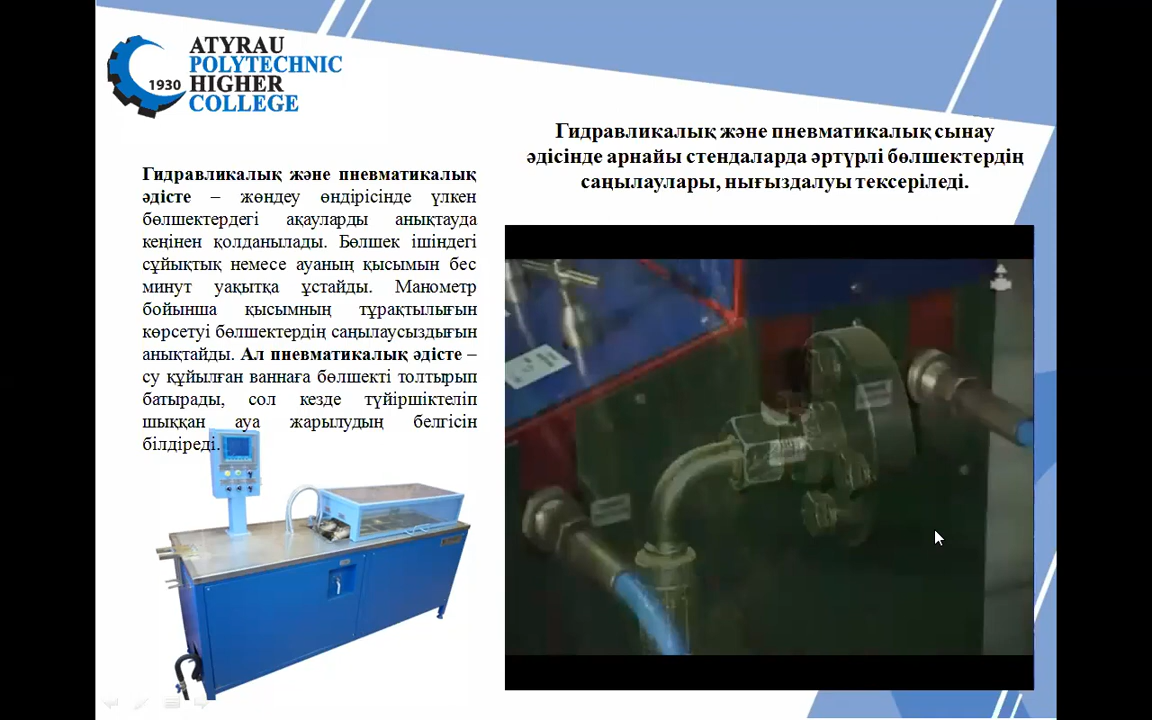 ATYRAU
POLYTECHNIC
1930 HIGHER
COLLEGE
Гидравликалық және пневматикалық сынау
әдісінде арнайы стендаларда әртүрлі бөлшектердің
саңылаулары, нығыздалуы тексеріледі.
Гидравликалық және пневматикалық
әдісте – жөндеу өндірісінде үлкен
бөлшектердегі ақауларды анықтауда
кеңінен қолданылады. Бөлшек ішіндегі
сұйықтық немесе ауаның қысымын бес
минут уақытқа ұстайды. Манометр
бойынша қысымның тұрақтылығын
көрсетуі бөлшектердің саңылаусыздығын
анықтайды. Ал пневматикалық әдісте –
су құйылған ваннаға бөлшекті толтырып
батырады, сол кезде түйіршіктеліп
шыққан ауа жарылудың белгісін
білдіреді.